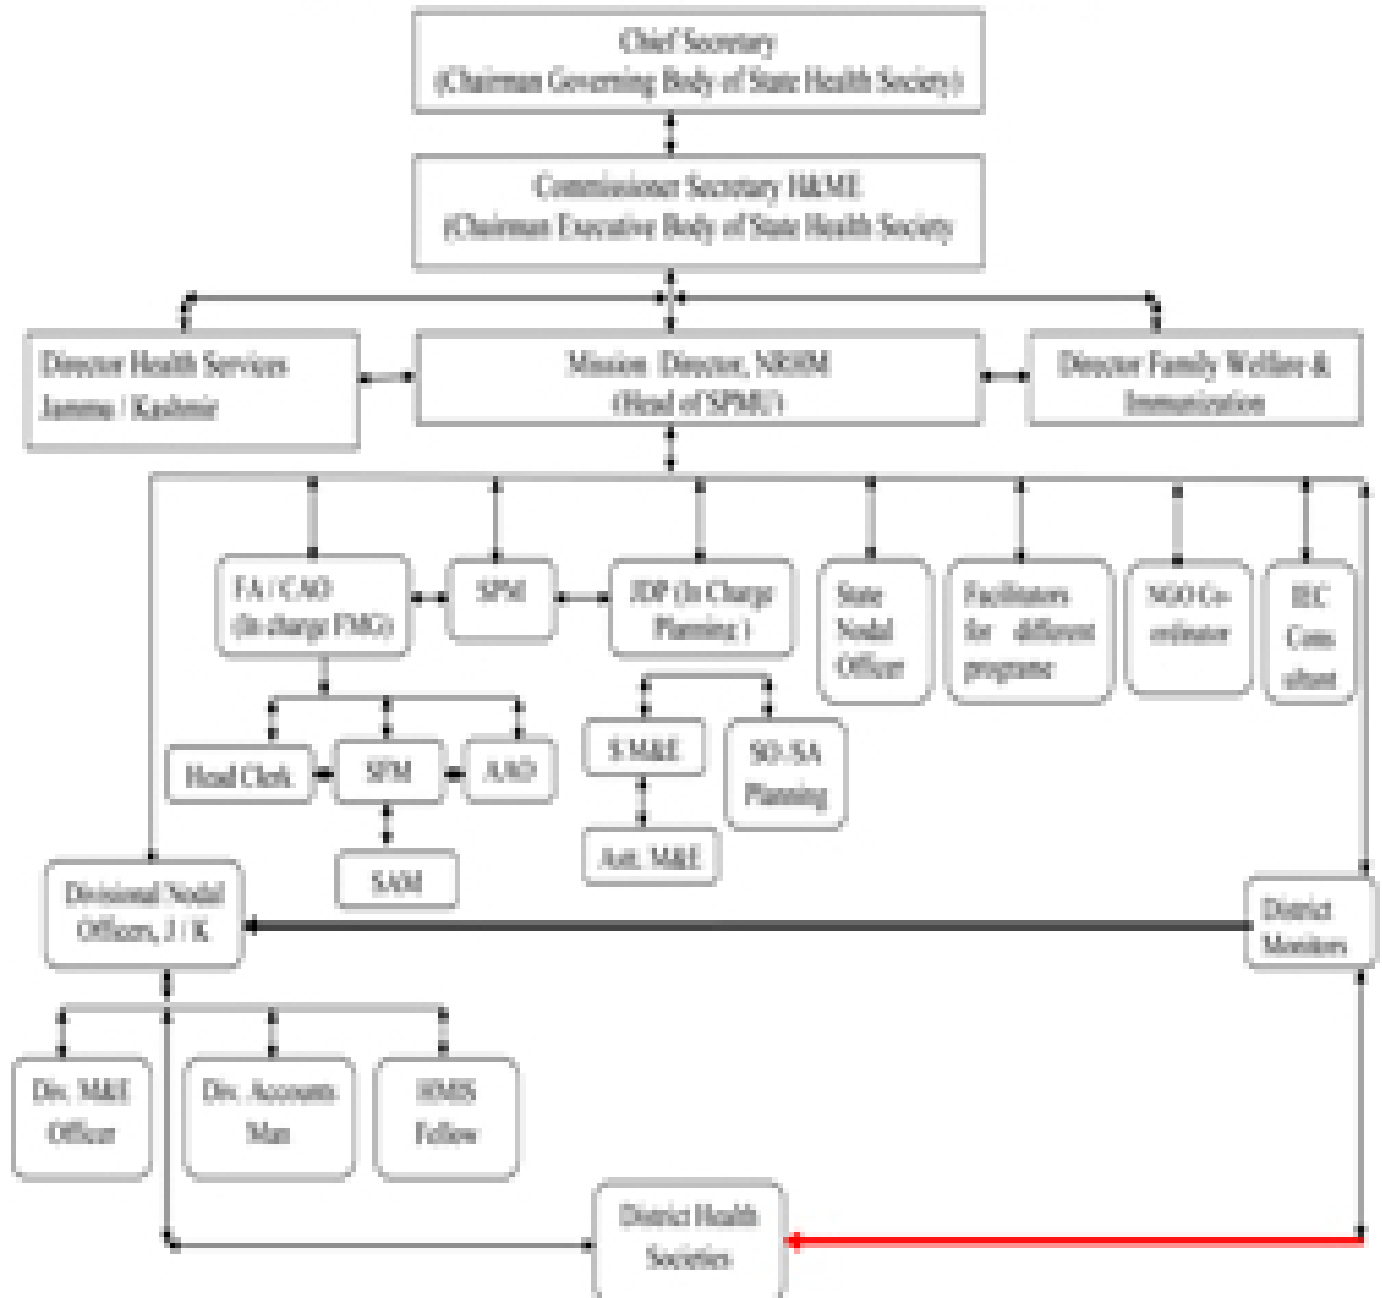 Chief Secretary
(Chairman Governing Body of State Health Society)
Commissioner Secretary H&ME
(Chairman Executive Body of State Health Society
Director Health Services
Jammu / Kashmir
Mission Director, NRHM
(Head of SPMU)
Director Family Welfare &
Immunization
FA / CAO
(In charge FMG)
SPM
JDP (In Charge
Planning )
State
Nodal
Officer
Facilitators
for different
programe
NGO Co-
ordinator
IEC
Cons
ultant
Head Clerk
SFM
AAO
S M&E
SO /SA
Planning
SAM
Astt. M&E
Divisional Nodal
Officers, J / K
District
Monitors
Div. M&E
Officer
Div. Accounts
Man
HMIS
Fellow
District Health
Societies